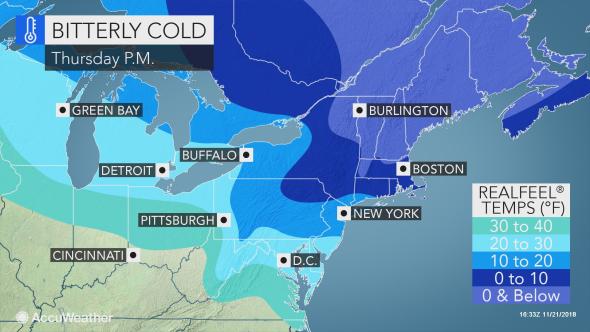 BITTERLY COLD
Thursday P.M.
GREEN BAY
BURLINGTON
BUFFALO
DETROIT
BOSTON
PITTSBURGH
NEW YORK
CINCINNATI
D.C.
REALFEEL®
TEMPS (°F)
30 to 40
20 to 30
10 to 20
0 to 10
0 & Below
AccuWeather
16:33Z 11/21/2018